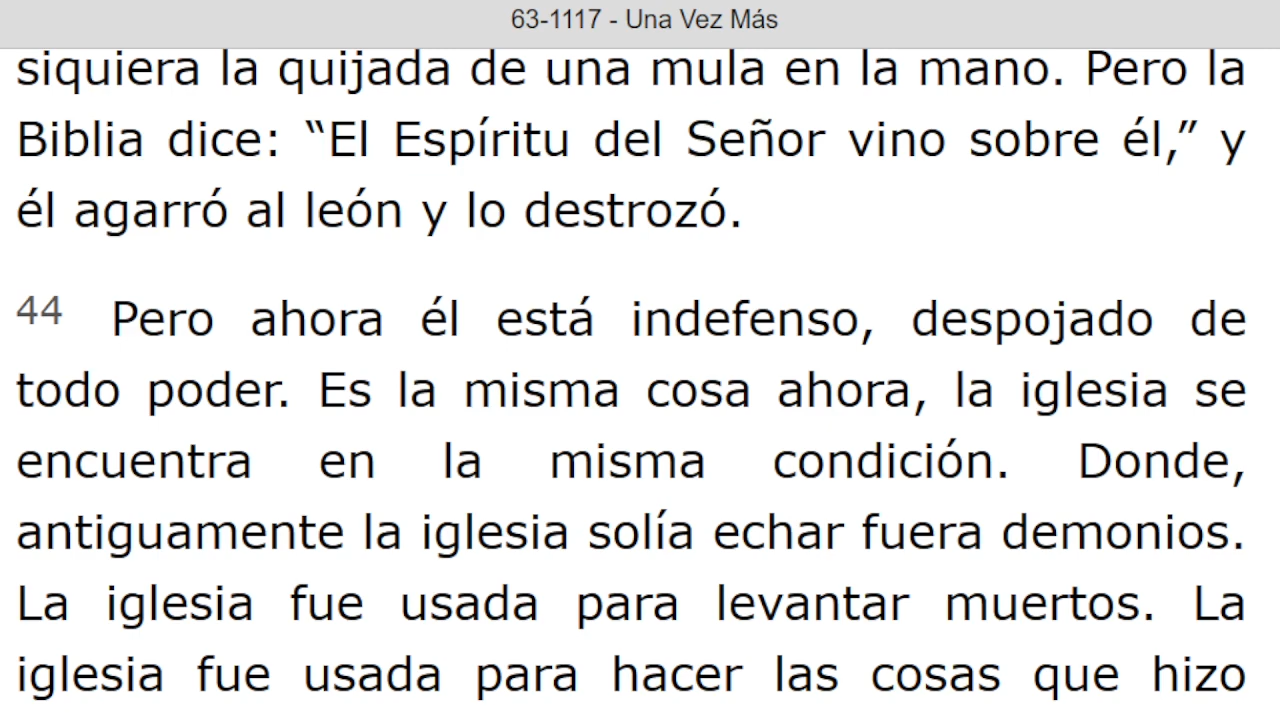 63-1117 - Una Vez Más
siquiera la quijada de una mula en la mano. Pero la
Biblia dice: “El Espíritu del Señor vino sobre él,” y
él agarró al león y lo destrozó.
44 Pero ahora él está indefenso, despojado de
todo poder. Es la misma cosa ahora, la iglesia se
encuentra en la misma condición. Donde,
antiguamente la iglesia solía echar fuera demonios.
La iglesia fue usada para levantar muertos. La
iglesia fue usada para hacer las cosas que hizo